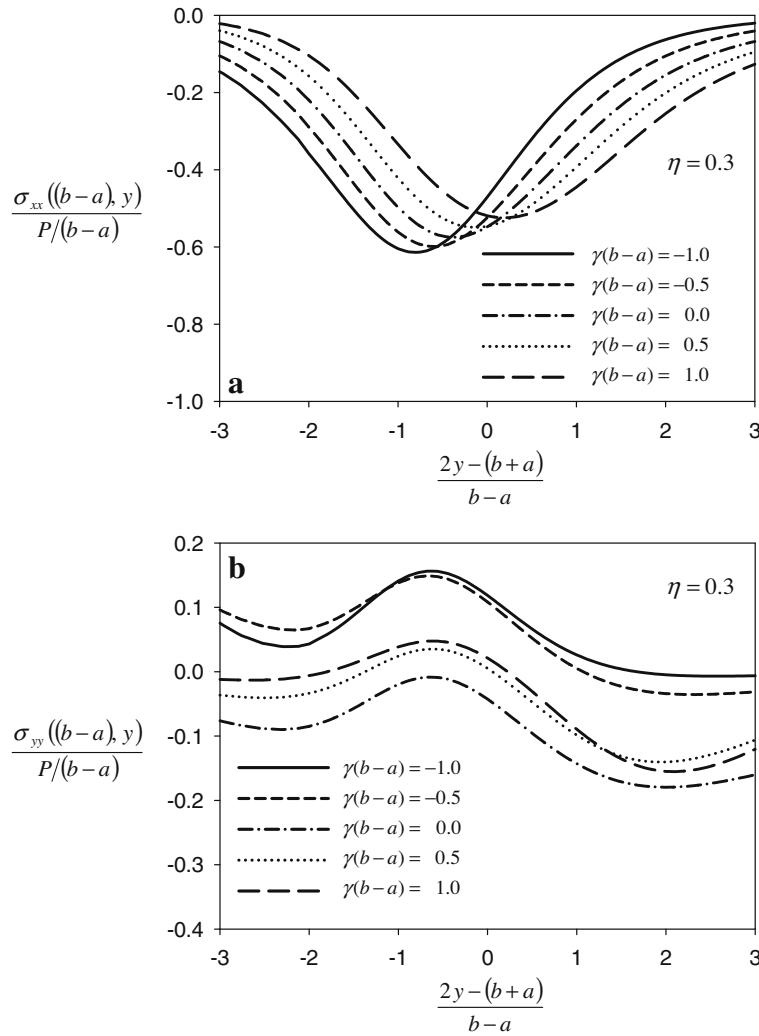 0.0
-0.2
-0.4
-0.6
-0.8
-1.0
σxx((b−a), y)
P/(b−a)
η = 0.3
γ(b−a) = −1.0
γ(b−a) = −0.5
γ(b−a) = 0.0
γ(b−a) = 0.5
γ(b−a) = 1.0
a
-3 -2 -1 0 1 2 3
2y−(b+a)
b−a
0.2
0.1
0.0
-0.1
-0.2
-0.3
-0.4
b
η = 0.3
σyy((b−a), y)
P/(b−a)
γ(b−a) = −1.0
γ(b−a) = −0.5
γ(b−a) = 0.0
γ(b−a) = 0.5
γ(b−a) = 1.0
-3 -2 -1 0 1 2 3
2y−(b+a)
b−a